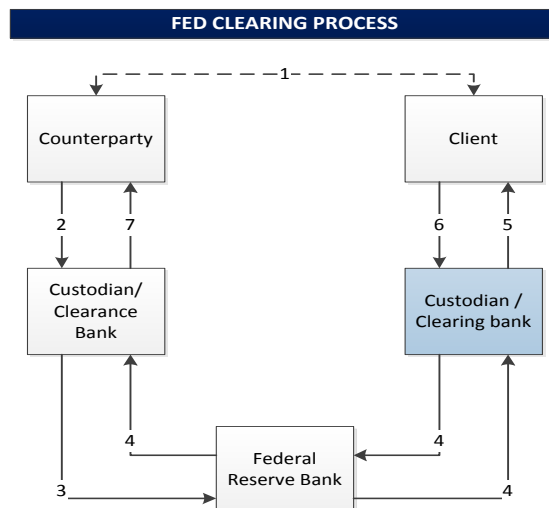 FED CLEARING PROCESS
1
Counterparty
Client
2
7
6
5
Custodian/
Clearance
Bank
Custodian /
Clearing bank
4
4
Federal
Reserve Bank
3
4